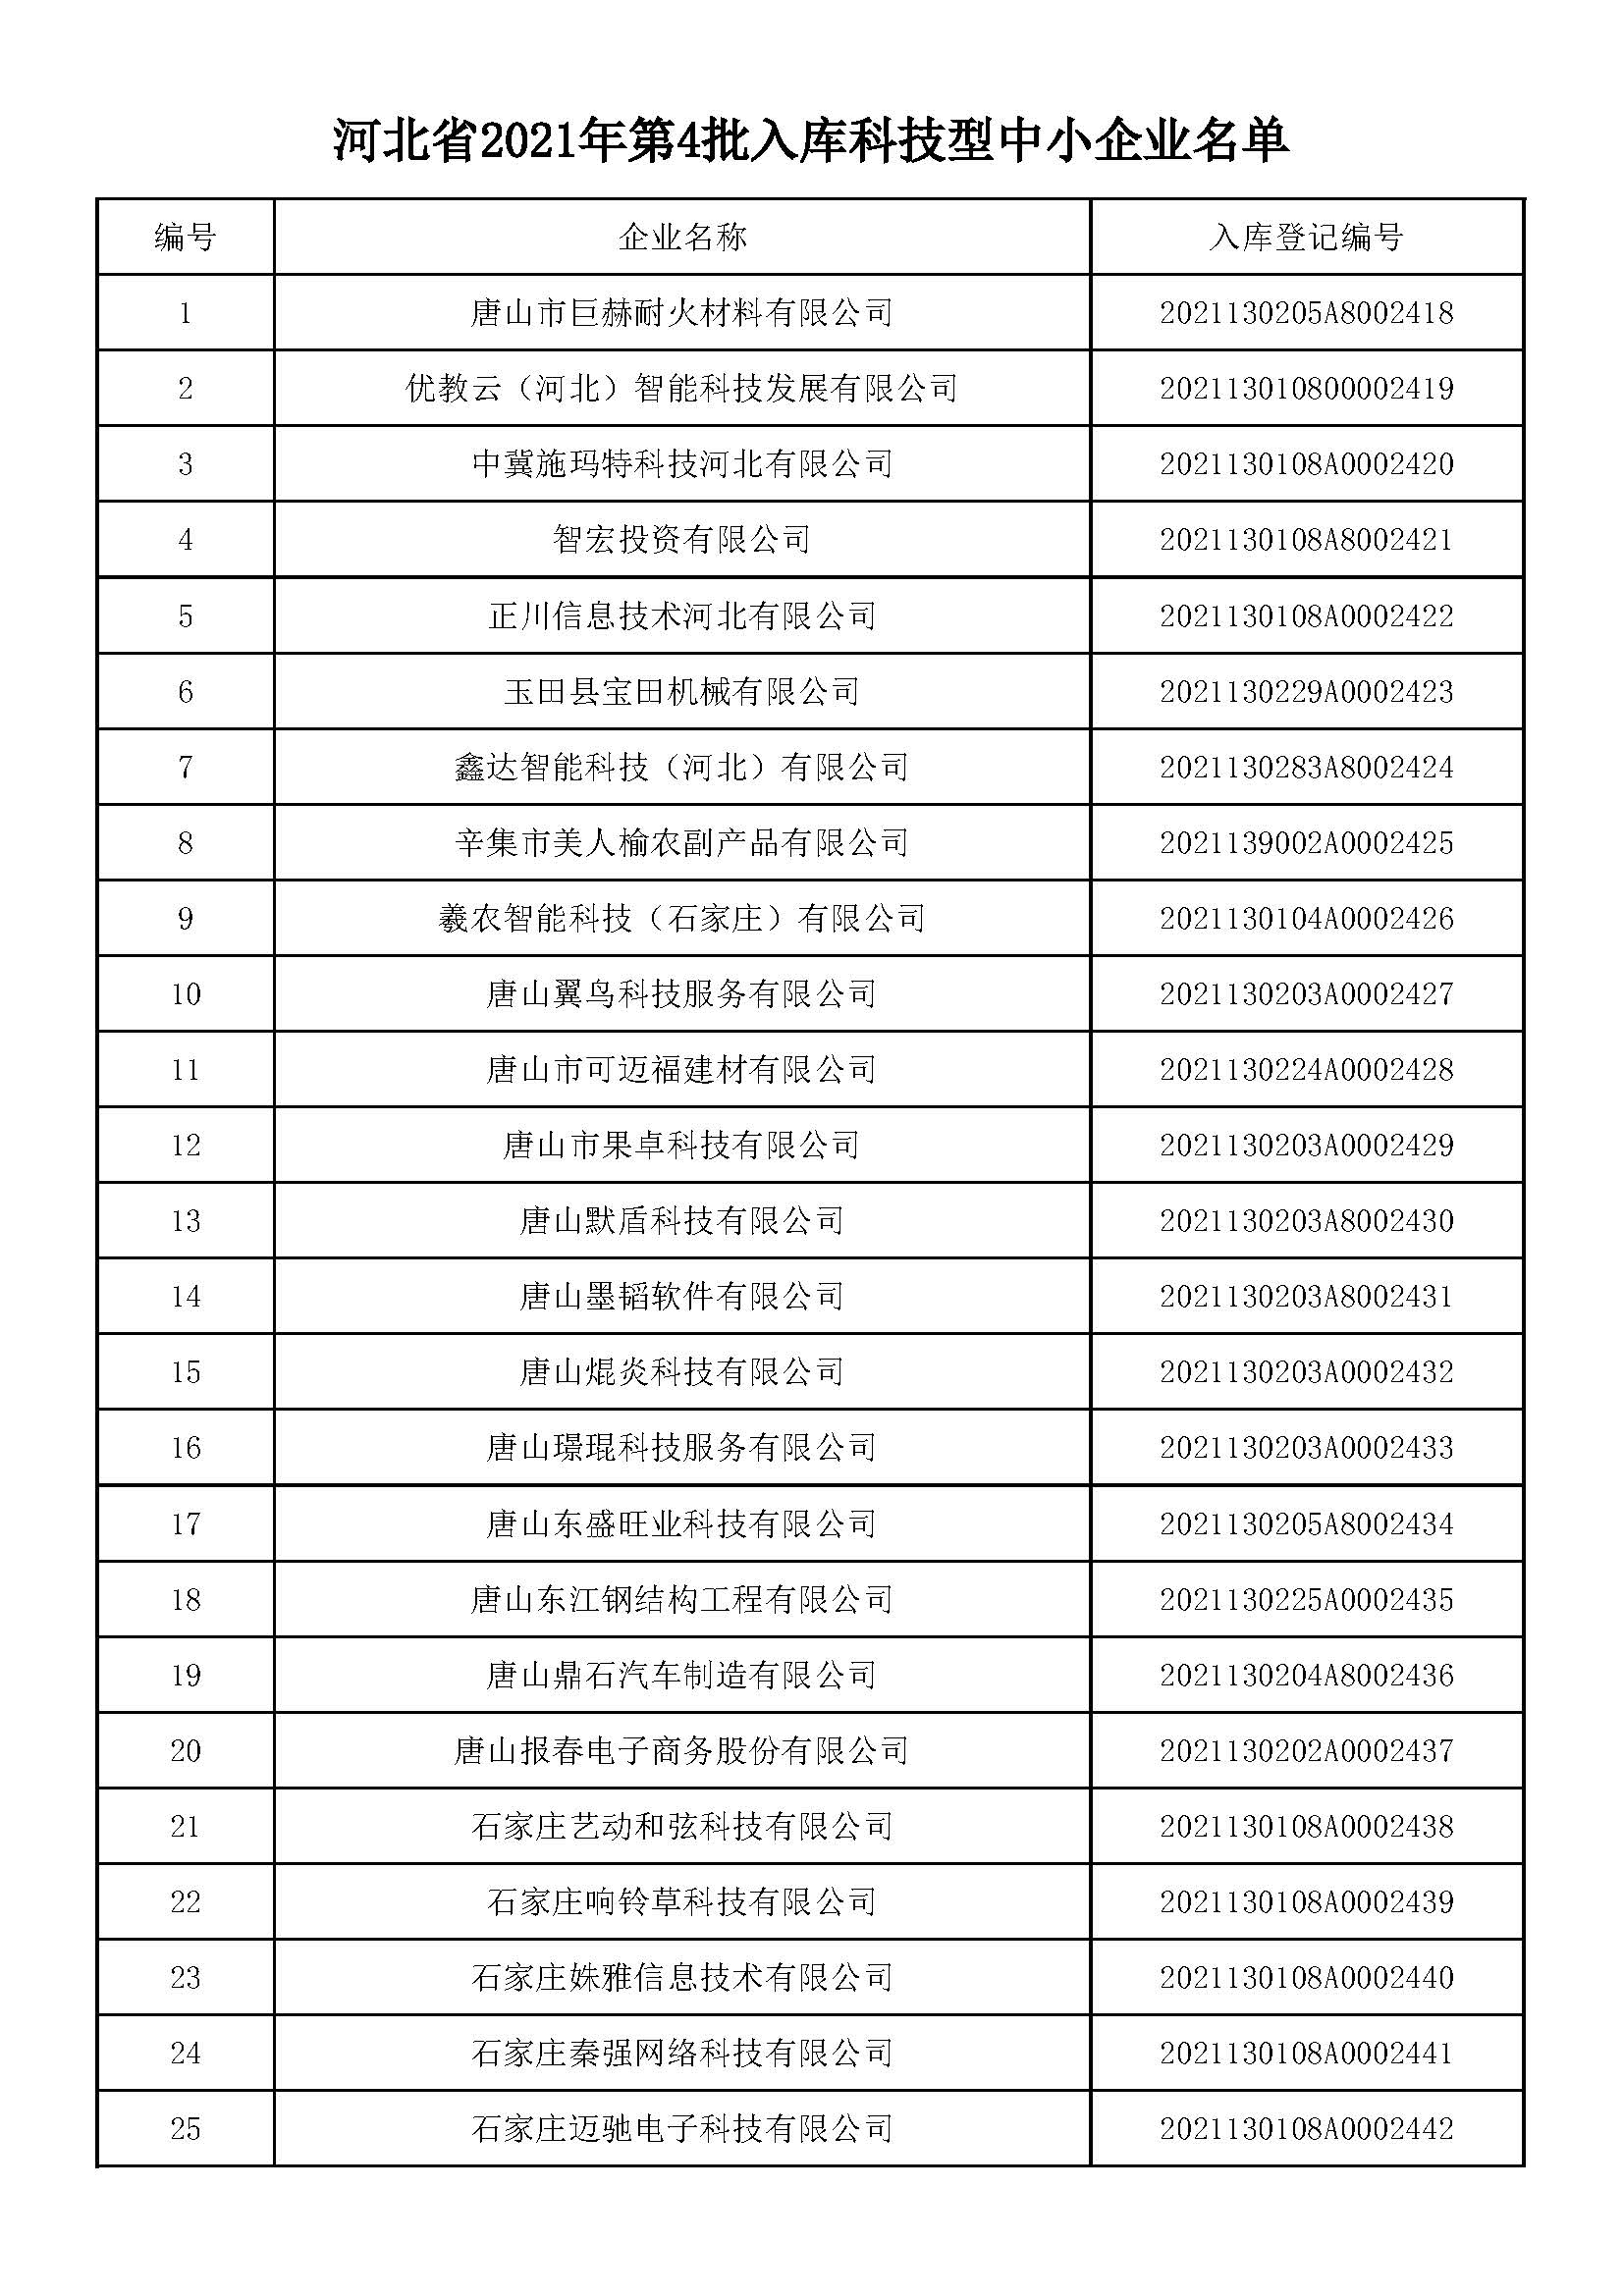 河北省2021年第4批入库科技型中小企业名单
编号 企业名称 入库登记编号
1 唐山市巨赫耐火材料有限公司 2021130205A8002418
2 优教云（河北）智能科技发展有限公司 202113010800002419
3 中冀施玛特科技河北有限公司 2021130108A0002420
4 智宏投资有限公司 2021130108A8002421
5 正川信息技术河北有限公司 2021130108A0002422
6 玉田县宝田机械有限公司 2021130229A0002423
7 鑫达智能科技（河北）有限公司 2021130283A8002424
8 辛集市美人榆农副产品有限公司 2021139002A0002425
9 羲农智能科技（石家庄）有限公司 2021130104A0002426
10 唐山翼鸟科技服务有限公司 2021130203A0002427
11 唐山市可迈福建材有限公司 2021130224A0002428
12 唐山市果卓科技有限公司 2021130203A0002429
13 唐山默盾科技有限公司 2021130203A8002430
14 唐山墨韬软件有限公司 2021130203A8002431
15 唐山焜炎科技有限公司 2021130203A0002432
16 唐山璟琨科技服务有限公司 2021130203A0002433
17 唐山东盛旺业科技有限公司 2021130205A8002434
18 唐山东江钢结构工程有限公司 2021130225A0002435
19 唐山鼎石汽车制造有限公司 2021130204A8002436
20 唐山报春电子商务股份有限公司 2021130202A0002437
21 石家庄艺动和弦科技有限公司 2021130108A0002438
22 石家庄响铃草科技有限公司 2021130108A0002439
23 石家庄姝雅信息技术有限公司 2021130108A0002440
24 石家庄秦强网络科技有限公司 2021130108A0002441
25 石家庄迈驰电子科技有限公司 2021130108A0002442